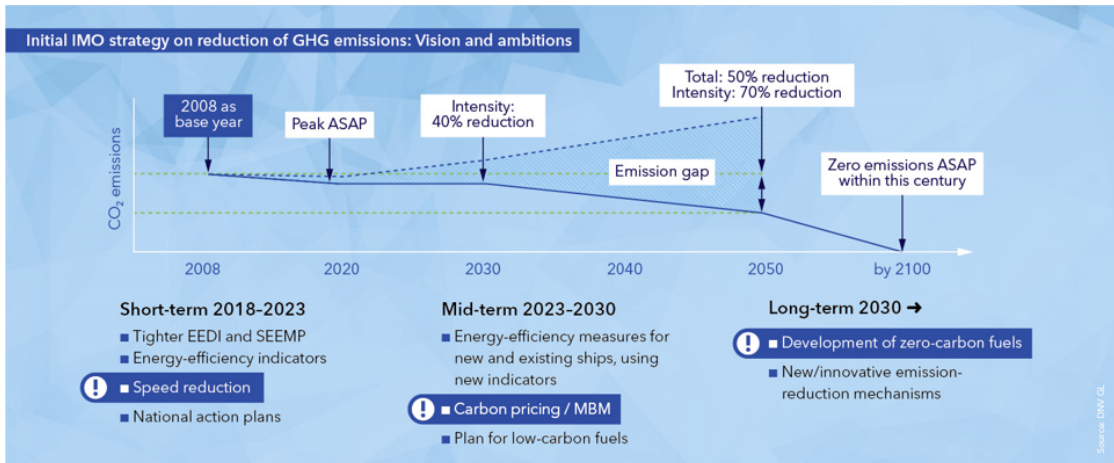 Initial IMO strategy on reduction of GHG emissions: Vision and ambitions
CO₂ emissions
2008 as
base year
Peak ASAP
Intensity:
40% reduction
Total: 50% reduction
Intensity: 70% reduction
Emission gap
Zero emissions ASAP
within this century
2008
2020
2030
2040
2050
by 2100
Short-term 2018–2023
■ Tighter EEDI and SEEMP
■ Energy-efficiency indicators
! ■ Speed reduction
■ National action plans
Mid-term 2023–2030
■ Energy-efficiency measures for
new and existing ships, using
new indicators
! ■ Carbon pricing / MBM
■ Plan for low-carbon fuels
Long-term 2030 ➔
! ■ Development of zero-carbon fuels
■ New/innovative emission-
reduction mechanisms
Source: DNV GL